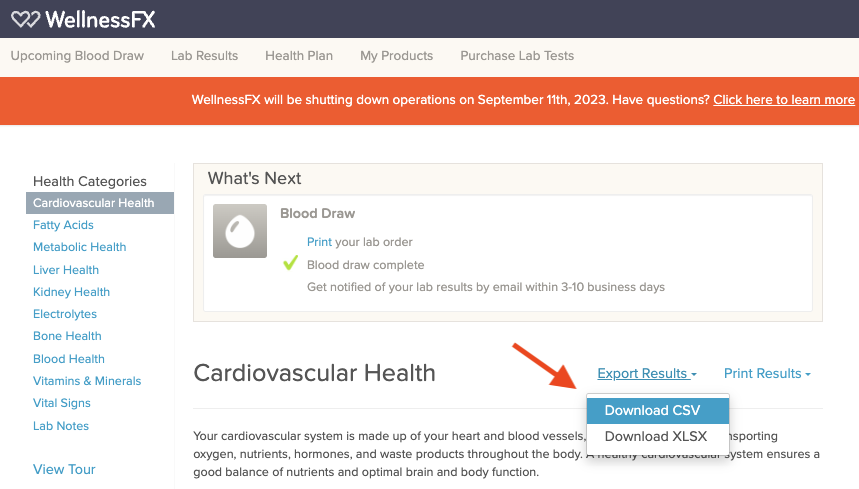 WellnessFX
Upcoming Blood Draw Lab Results Health Plan My Products Purchase Lab Tests
WellnessFX will be shutting down operations on September 11th, 2023. Have questions? Click here to learn more
Health Categories
Cardiovascular Health
Fatty Acids
Metabolic Health
Liver Health
Kidney Health
Electrolytes
Bone Health
Blood Health
Vitamins & Minerals
Vital Signs
Lab Notes
View Tour
What's Next
Blood Draw
Print your lab order
Blood draw complete
Get notified of your lab results by email within 3-10 business days
Cardiovascular Health
Export Results
Print Results
Download CSV
Download XLSX
Your cardiovascular system is made up of your heart and blood vessels,
oxygen, nutrients, hormones, and waste products throughout the body. A healthy cardiovascular system ensures a
good balance of nutrients and optimal brain and body function.